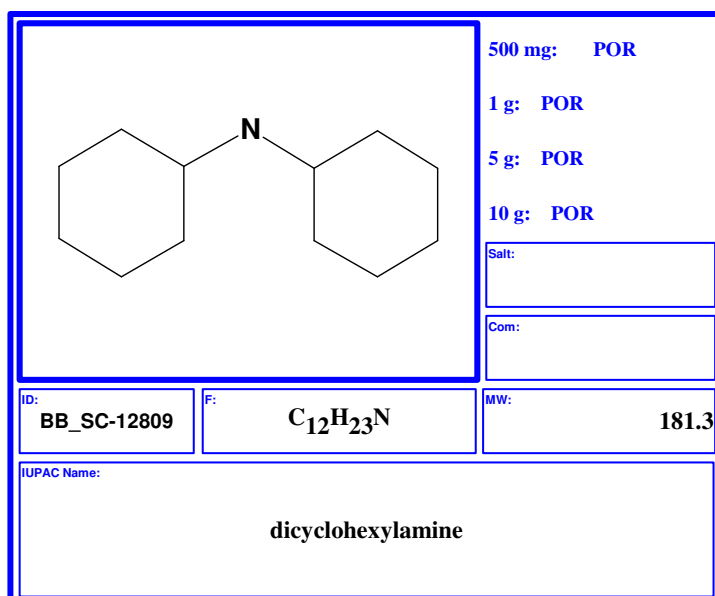 N
500 mg: POR
1 g: POR
5 g: POR
10 g: POR
Salt:
Com:
ID:
BB_SC-12809
F:
C12H23N
MW:
181.3
IUPAC Name:
dicyclohexylamine